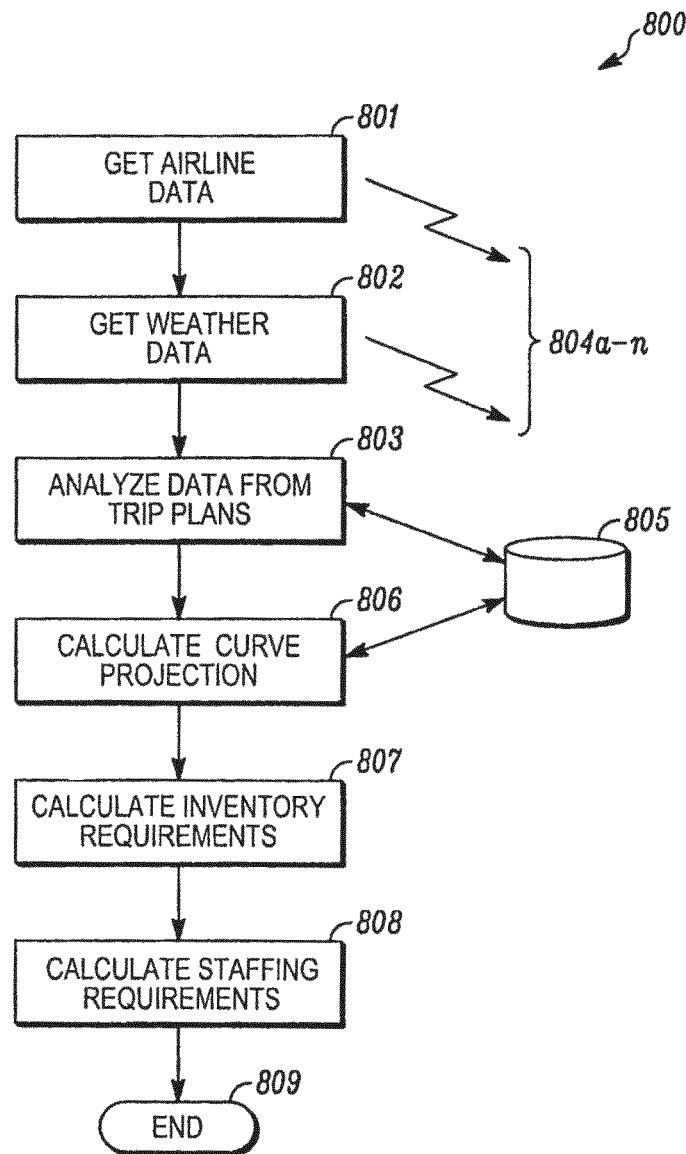 800
801
GET AIRLINE
DATA
802
GET WEATHER
DATA
804a-n
803
ANALYZE DATA FROM
TRIP PLANS
805
806
CALCULATE CURVE
PROJECTION
807
CALCULATE INVENTORY
REQUIREMENTS
808
CALCULATE STAFFING
REQUIREMENTS
809
END